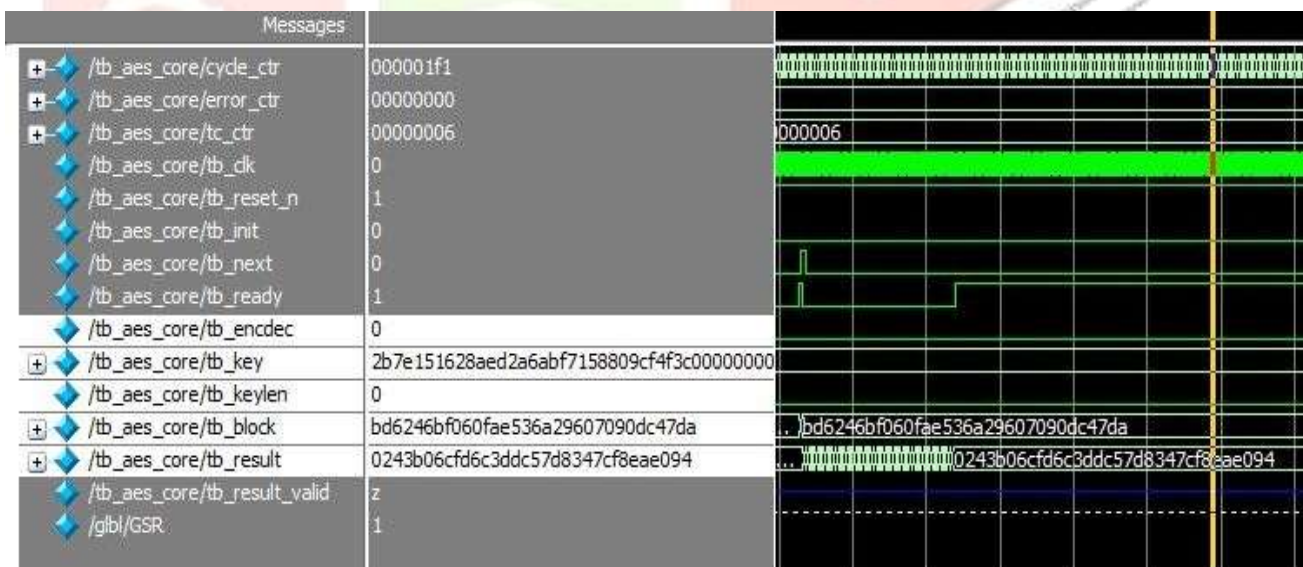 Messages
/tb_aes_core/cycle_ctr 000001f1
/tb_aes_core/error_ctr 00000000
/tb_aes_core/tc_ctr 00000006 0000006
/tb_aes_core/tb_clk 0
/tb_aes_core/tb_reset_n 1
/tb_aes_core/tb_init 0
/tb_aes_core/tb_next 0
/tb_aes_core/tb_ready 1
/tb_aes_core/tb_encdec 0
/tb_aes_core/tb_key 2b7e151628aed2a6abf7158809cf4f3c00000000
/tb_aes_core/tb_keylen 0
/tb_aes_core/tb_block bd6246bf060fae536a29607090dc47da ... bd6246bf060fae536a29607090dc47da
/tb_aes_core/tb_result 0243b06cfd6c3ddc57d8347cf8eae094 ... 0243b06cfd6c3ddc57d8347cf8eae094
/tb_aes_core/tb_result_valid z
/glbl/GSR 1